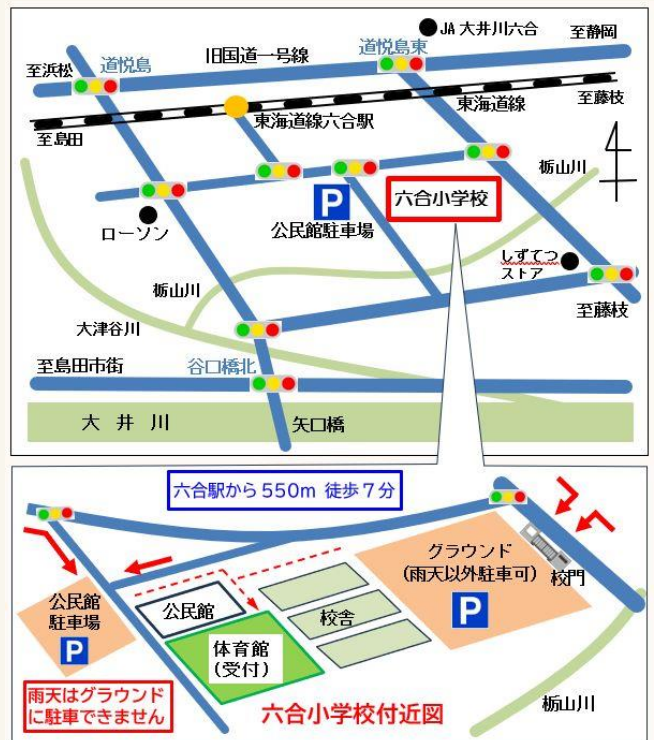 JA 大井川六合
至静岡
道悦島東
旧国道一号線
道悦島
至浜松
東海道線
至藤枝
東海道線六合駅
至島田
栃山川
六合小学校
P
公民館駐車場
ローソン
しずてつ
ストア
栃山川
至藤枝
大津谷川
至島田市街
谷口橋北
大井川
矢口橋
六合駅から550m 徒歩7分
グラウンド
(雨天以外駐車可)
P
校門
公民館
駐車場
P
公民館
校舎
体育館
(受付)
雨天はグラウンド
に駐車できません
六合小学校付近図
栃山川